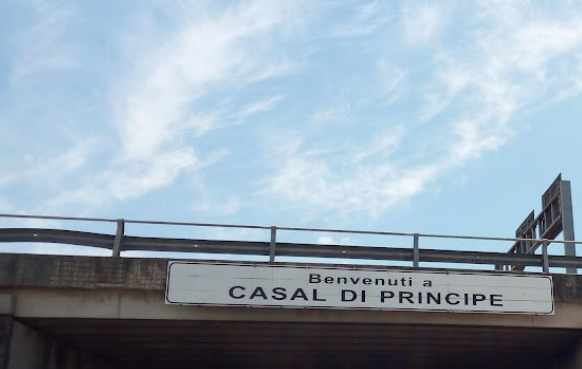 Benvenuti a
CASAL DI PRINCIPE